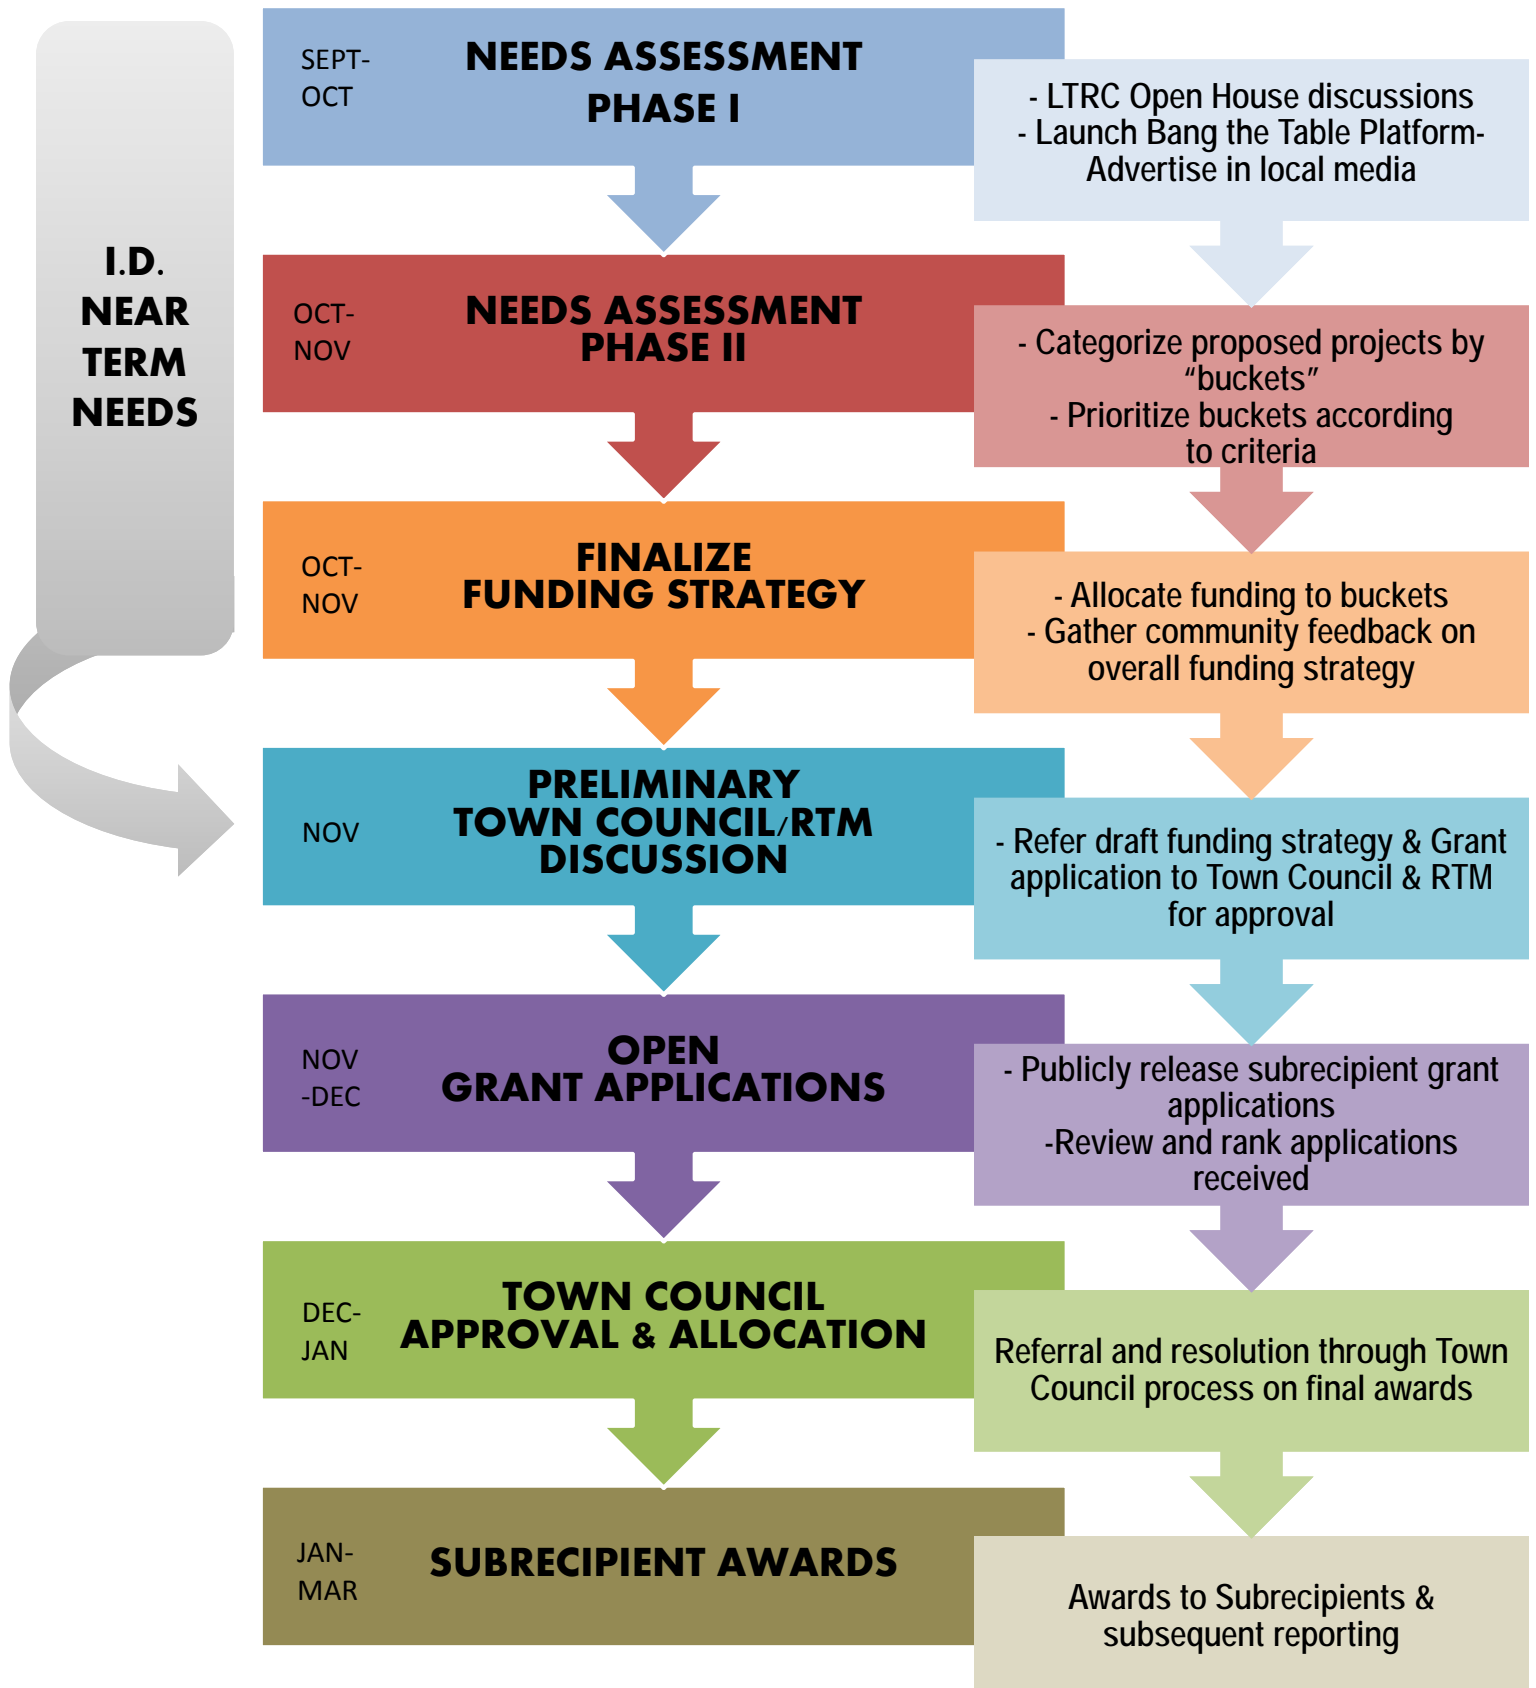 I.D.
NEAR
TERM
NEEDS
SEPT-
OCT
NEEDS ASSESSMENT
PHASE I
- LTRC Open House discussions
- Launch Bang the Table Platform-
Advertise in local media
OCT-
NOV
NEEDS ASSESSMENT
PHASE II
- Categorize proposed projects by
“buckets”
- Prioritize buckets according
to criteria
OCT-
NOV
FINALIZE
FUNDING STRATEGY
- Allocate funding to buckets
- Gather community feedback on
overall funding strategy
NOV
PRELIMINARY
TOWN COUNCIL/RTM
DISCUSSION
- Refer draft funding strategy & Grant
application to Town Council & RTM
for approval
NOV
-DEC
OPEN
GRANT APPLICATIONS
- Publicly release subrecipient grant
applications
-Review and rank applications
received
DEC-
JAN
TOWN COUNCIL
APPROVAL & ALLOCATION
Referral and resolution through Town
Council process on final awards
JAN-
MAR
SUBRECIPIENT AWARDS
Awards to Subrecipients &
subsequent reporting